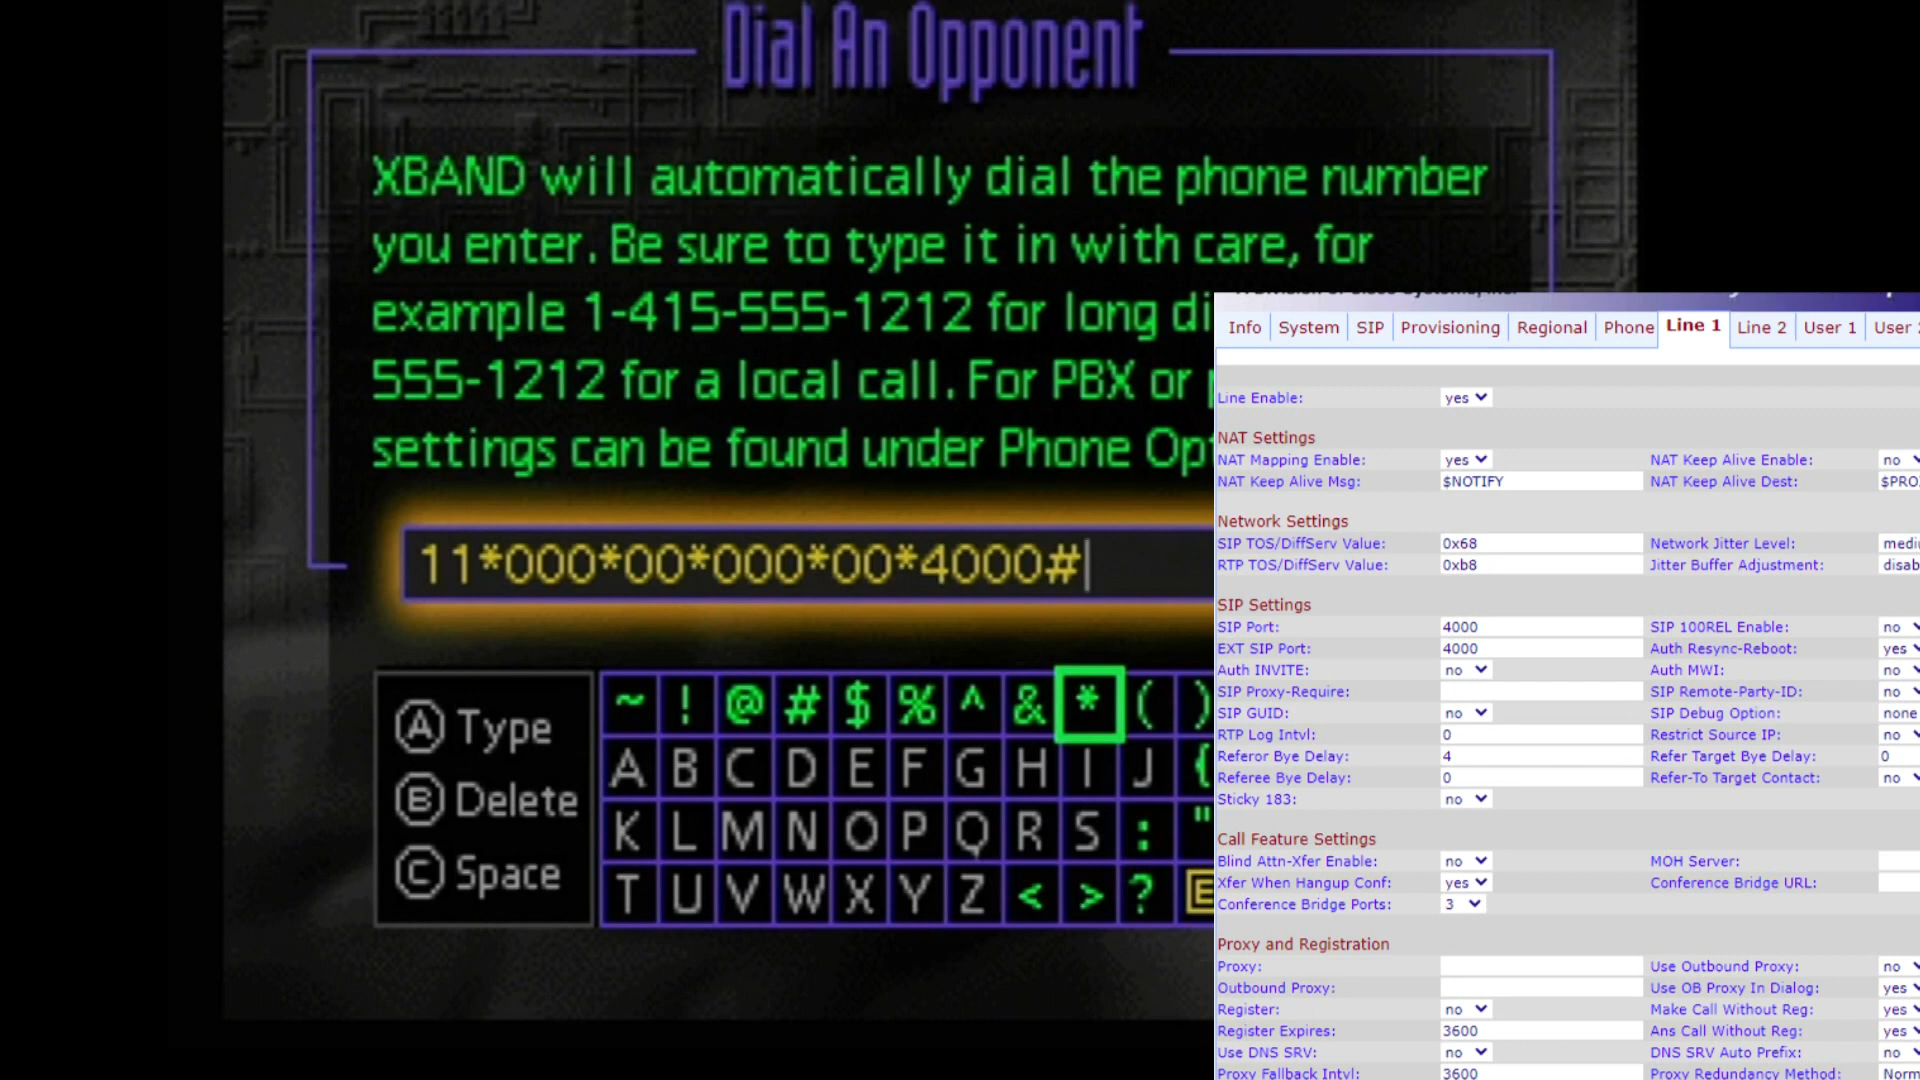 Dial An Opponent
XBAND will automatically dial the phone number
you enter. Be sure to type it in with care, for
example 1-415-555-1212 for long di
555-1212 for a local call. For PBX or
settings can be found under Phone Op
11*000*00*000*00*4000#
A Type
B Delete
C Space
~ ! @ # $ % ^ & * ( )
A B C D E F G H I J {
K L M N O P Q R S : "
T U V W X Y Z < > ? E
Info System SIP Provisioning Regional Phone Line 1 Line 2 User 1 User 2
Line Enable: yes
NAT Settings
NAT Mapping Enable: yes NAT Keep Alive Enable: no
NAT Keep Alive Msg: $NOTIFY NAT Keep Alive Dest: $PRO
Network Settings
SIP TOS/DiffServ Value: 0x68 Network Jitter Level: medi
RTP TOS/DiffServ Value: 0xb8 Jitter Buffer Adjustment: disab
SIP Settings
SIP Port: 4000 SIP 100REL Enable: no
EXT SIP Port: 4000 Auth Resync-Reboot: yes
Auth INVITE: no Auth MWI: no
SIP Proxy-Require: SIP Remote-Party-ID: no
SIP GUID: no SIP Debug Option: none
RTP Log Intvl: 0 Restrict Source IP: no
Referor Bye Delay: 4 Refer Target Bye Delay: 0
Referee Bye Delay: 0 Refer-To Target Contact: no
Sticky 183: no
Call Feature Settings
Blind Attn-Xfer Enable: no MOH Server:
Xfer When Hangup Conf: yes Conference Bridge URL:
Conference Bridge Ports: 3
Proxy and Registration
Proxy: Use Outbound Proxy: no
Outbound Proxy: Use OB Proxy In Dialog: yes
Register: no Make Call Without Reg: yes
Register Expires: 3600 Ans Call Without Reg: yes
Use DNS SRV: no DNS SRV Auto Prefix: no
Proxy Fallback Intvl: 3600 Proxy Redundancy Method: Norm